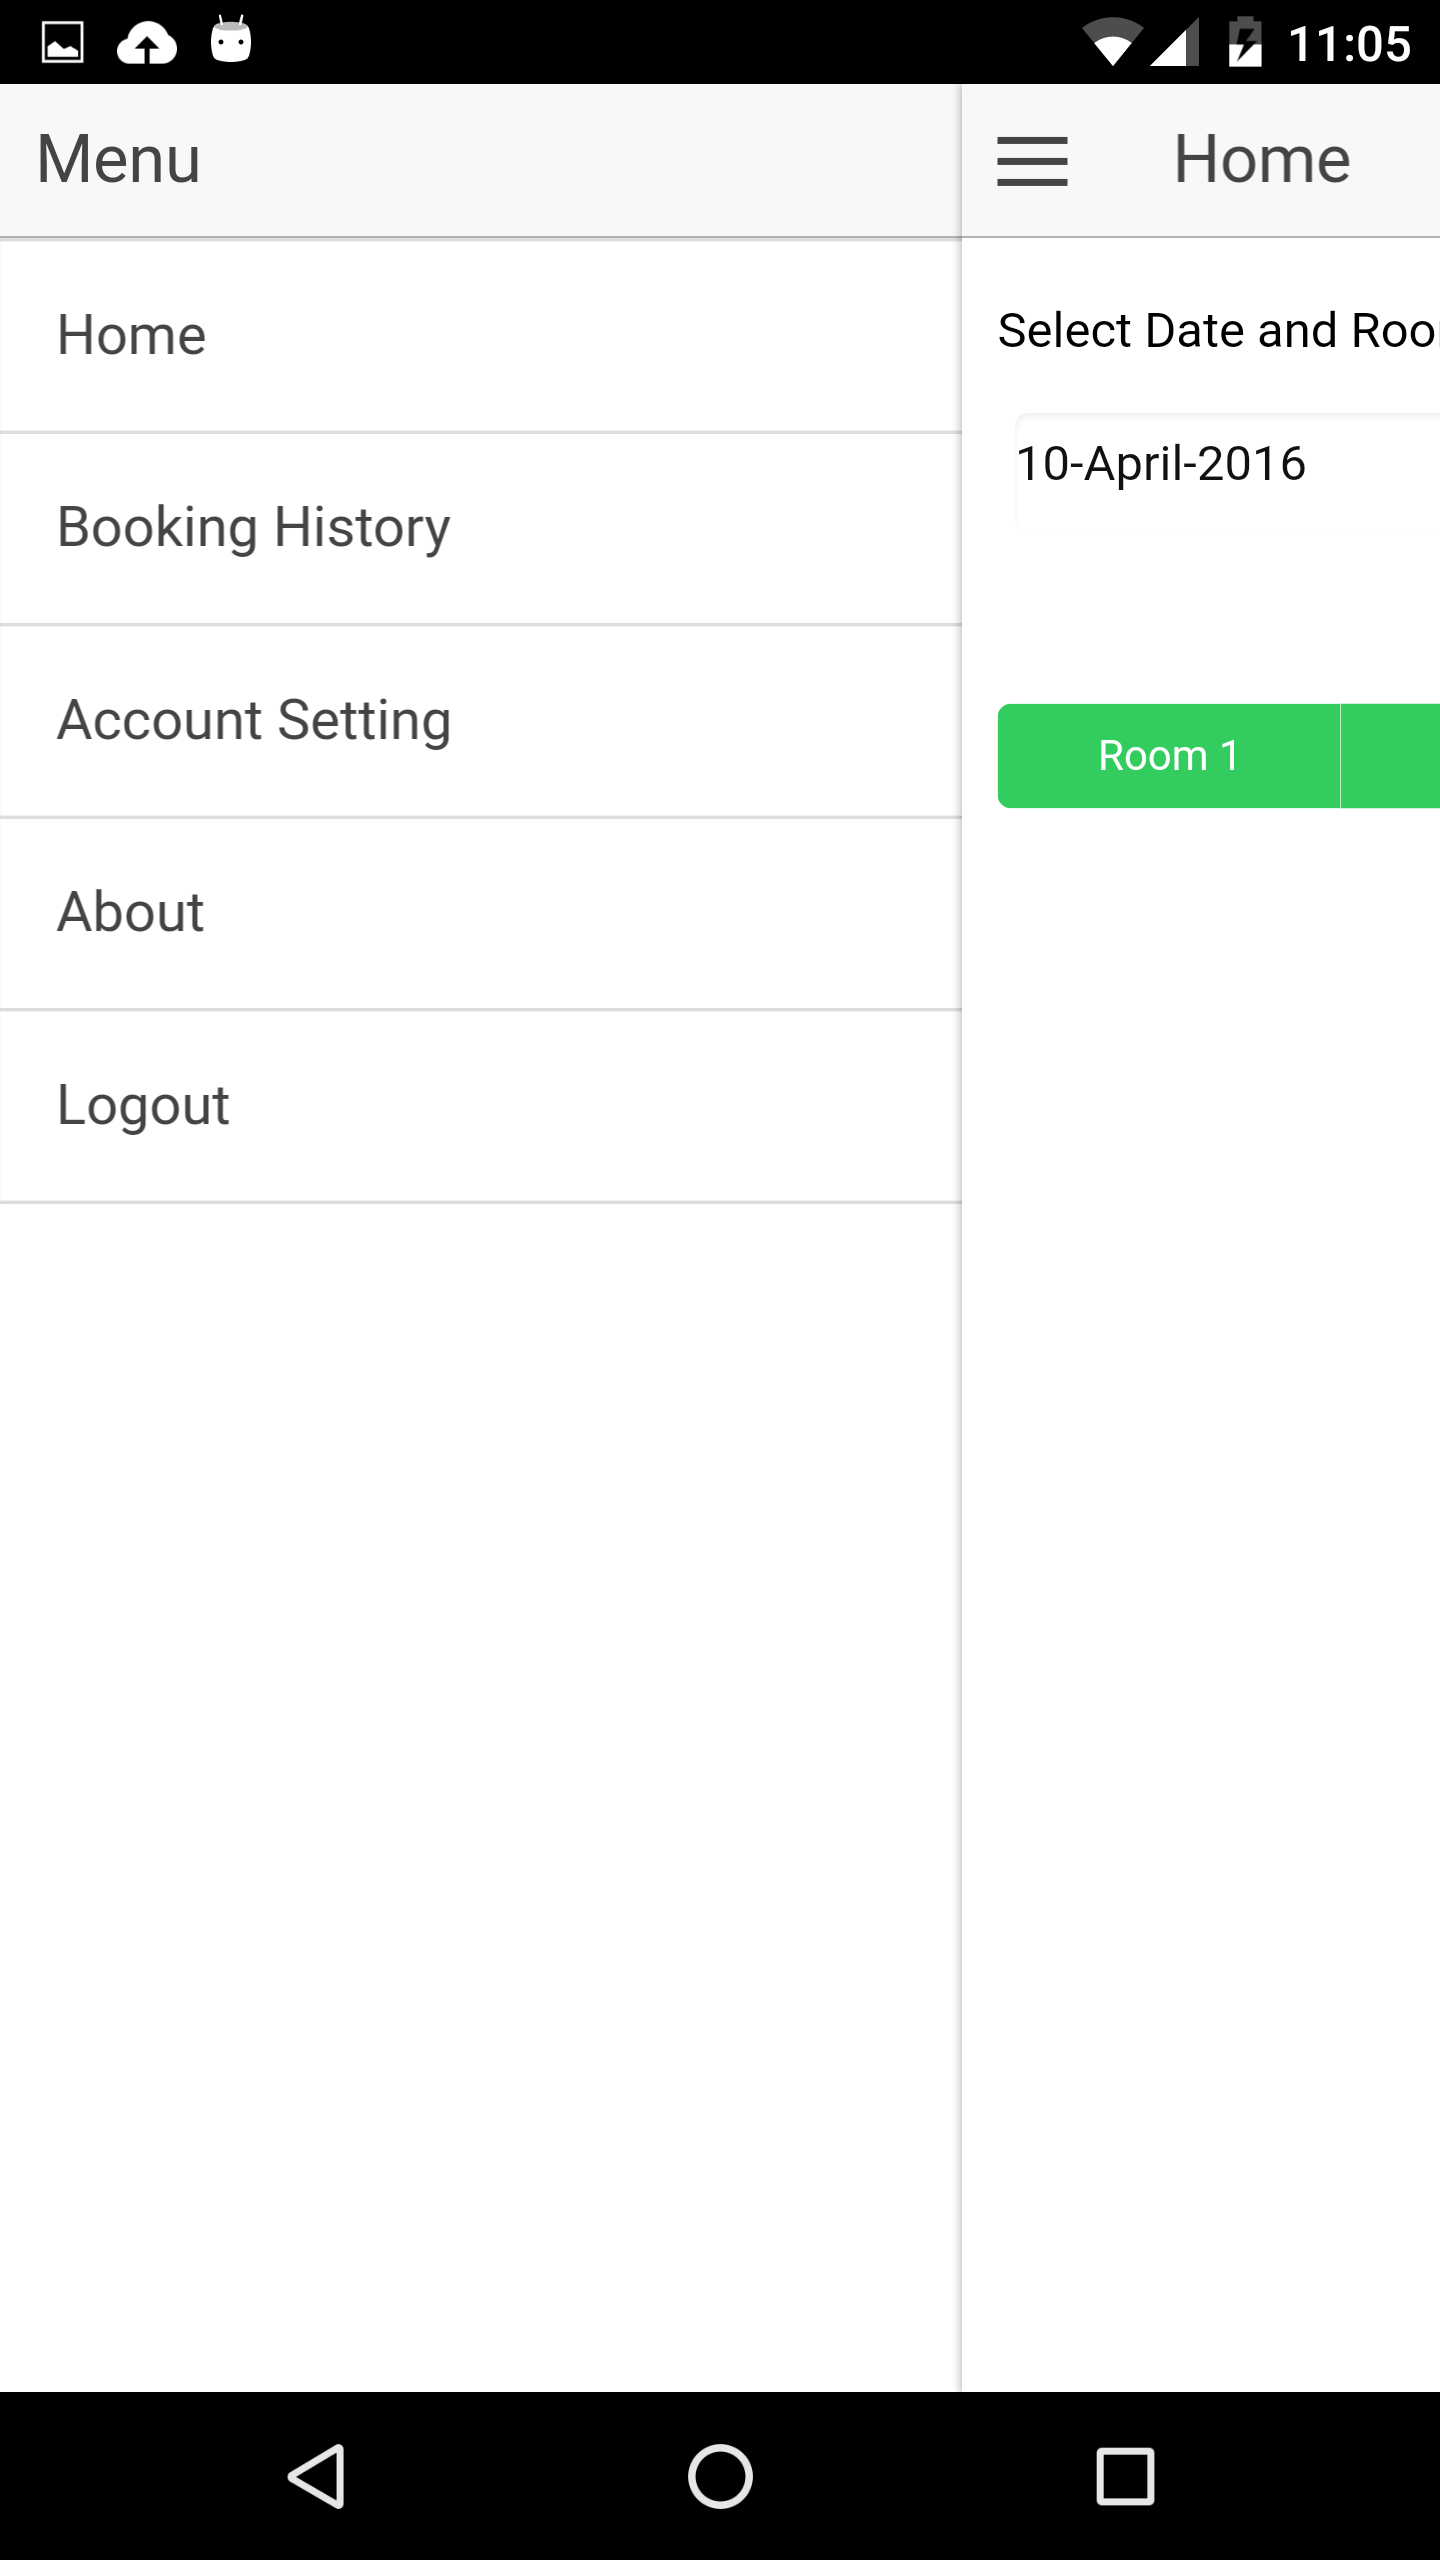 11:05
Menu
Home
Home
Select Date and Roo
10-April-2016
Booking History
Account Setting
Room 1
About
Logout